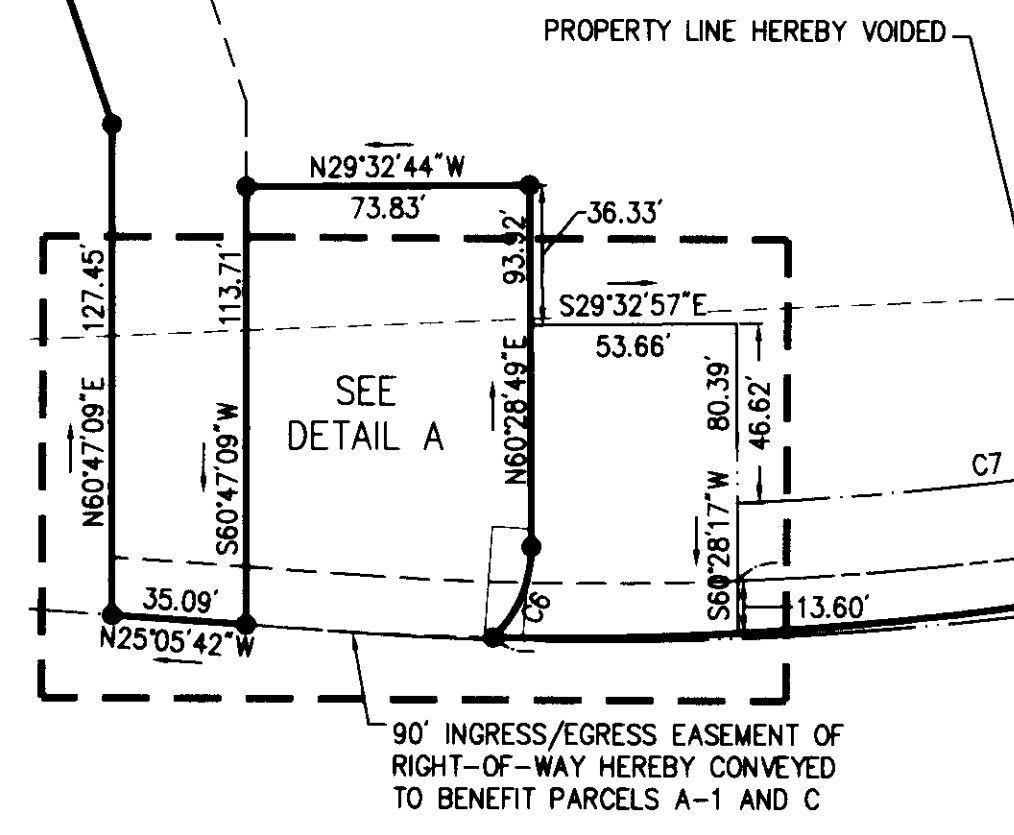 PROPERTY LINE HEREBY VOIDED
N29°32'44"W
73.83'
36.33'
93.92'
127.45'
113.71'
S29°32'57"E
53.66'
SEE
DETAIL A
N60°47'09"E
S60°47'09"W
N60°28'49"E
80.39'
46.62'
S60°28'17"W
C7
C6
35.09'
N25°05'42"W
13.60'
90' INGRESS/EGRESS EASEMENT OF
RIGHT-OF-WAY HEREBY CONVEYED
TO BENEFIT PARCELS A-1 AND C